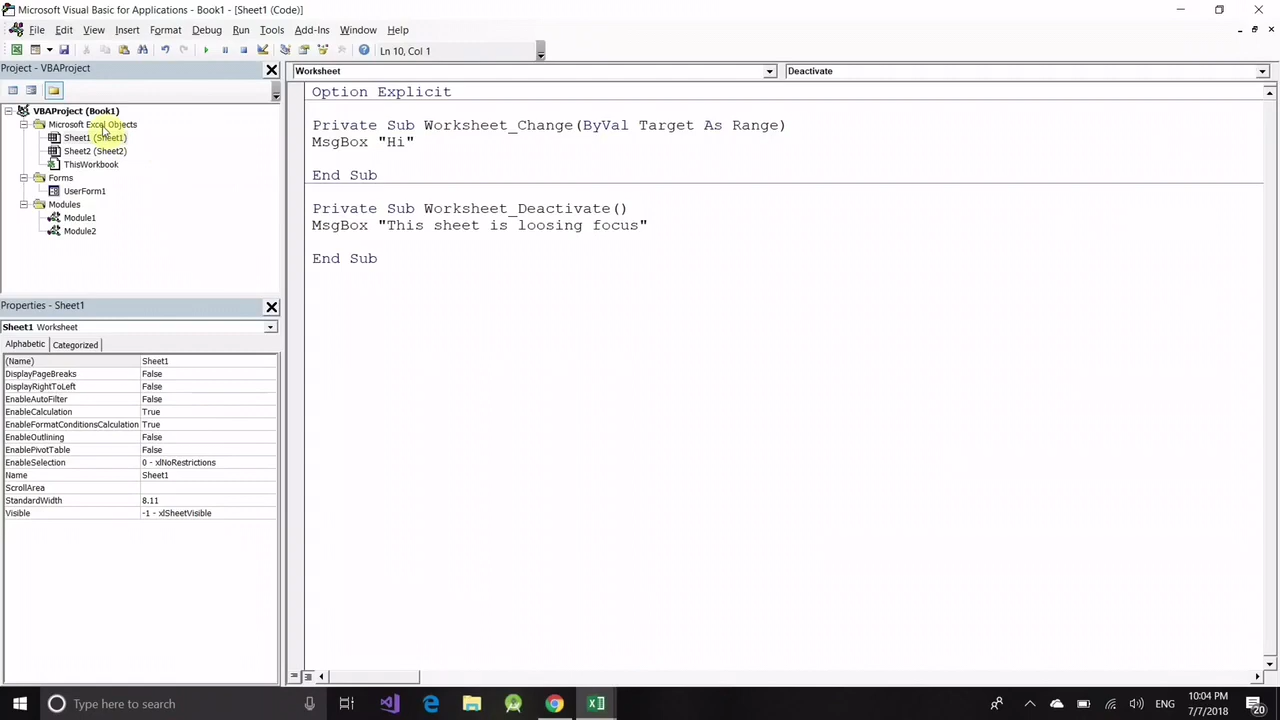 Microsoft Visual Basic for Applications - Book1 - [Sheet1 (Code)]
File Edit View Insert Format Debug Run Tools Add-Ins Window Help
Ln 10, Col 1
Project - VBAProject
Worksheet
Deactivate
VBAProject (Book1)
Microsoft Excel Objects
Sheet1 (Sheet1)
Sheet2 (Sheet2)
ThisWorkbook
Forms
UserForm1
Modules
Module1
Module2
Option Explicit
Private Sub Worksheet_Change(ByVal Target As Range)
MsgBox "Hi"
End Sub
Private Sub Worksheet_Deactivate()
MsgBox "This sheet is loosing focus"
End Sub
Properties - Sheet1
Sheet1 Worksheet
Alphabetic Categorized
(Name) Sheet1
DisplayPageBreaks False
DisplayRightToLeft False
EnableAutoFilter False
EnableCalculation True
EnableFormatConditionsCalculation True
EnableOutlining False
EnablePivotTable False
EnableSelection 0 - xlNoRestrictions
Name Sheet1
ScrollArea
StandardWidth 8.11
Visible -1 - xlSheetVisible
Type here to search
ENG
10:04 PM
7/7/2018
20